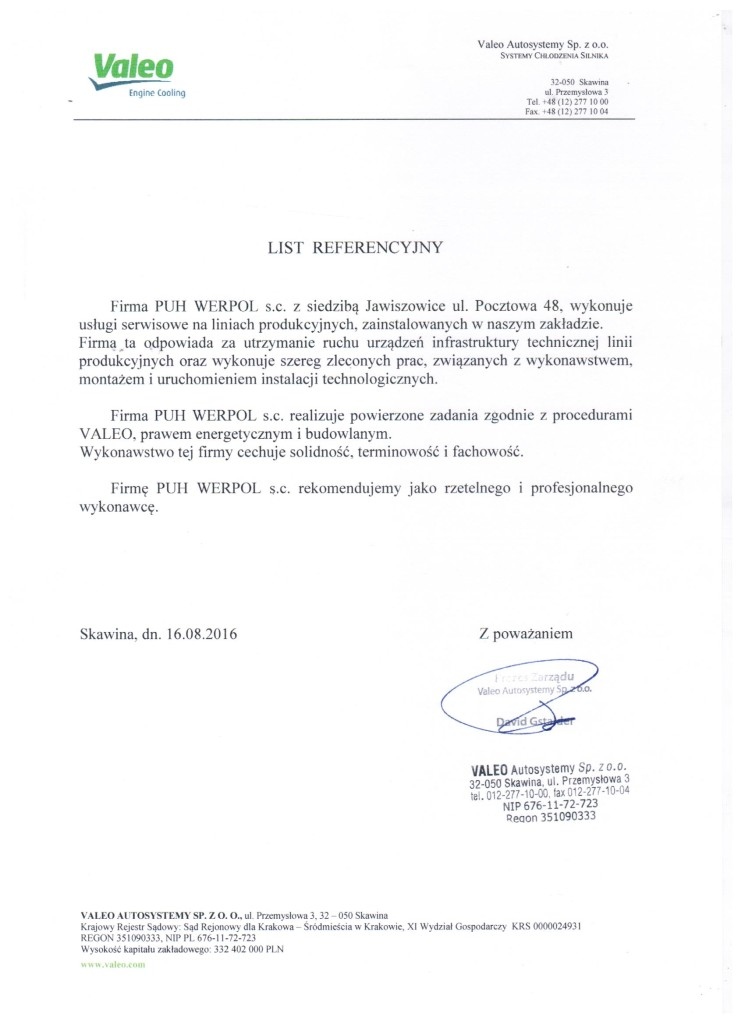 Valeo
Engine Cooling
Valeo Autosystemy Sp. z o.o.
SYSTEMY CHŁODZENIA SILNIKA
32-050 Skawina
ul. Przemysłowa 3
Tel. +48 (12) 277 10 00
Fax. +48 (12) 277 10 04
LIST REFERENCYJNY
Firma PUH WERPOL s.c. z siedzibą Jawiszowice ul. Pocztowa 48, wykonuje
usługi serwisowe na liniach produkcyjnych, zainstalowanych w naszym zakładzie.
Firma ta odpowiada za utrzymanie ruchu urządzeń infrastruktury technicznej linii
produkcyjnych oraz wykonuje szereg zleconych prac, związanych z wykonawstwem,
montażem i uruchomieniem instalacji technologicznych.
Firma PUH WERPOL s.c. realizuje powierzone zadania zgodnie z procedurami
VALEO, prawem energetycznym i budowlanym.
Wykonawstwo tej firmy cechuje solidność, terminowość i fachowość.
Firmę PUH WERPOL s.c. rekomendujemy jako rzetelnego i profesjonalnego
wykonawcę.
Skawina, dn. 16.08.2016
Z poważaniem
Prezes Zarządu
Valeo Autosystemy Sp. z o.o.
David Gstalder
VALEO Autosystemy Sp. z o.o.
32-050 Skawina, ul. Przemysłowa 3
tel. 012-277-10-00, fax 012-277-10-04
NIP 676-11-72-723
Regon 351090333
VALEO AUTOSYSTEMY SP. Z O. O., ul. Przemysłowa 3, 32 – 050 Skawina
Krajowy Rejestr Sądowy: Sąd Rejonowy dla Krakowa – Śródmieścia w Krakowie, XI Wydział Gospodarczy KRS 0000024931
REGON 351090333, NIP PL 676-11-72-723
Wysokość kapitału zakładowego: 332 402 000 PLN
www.valeo.com